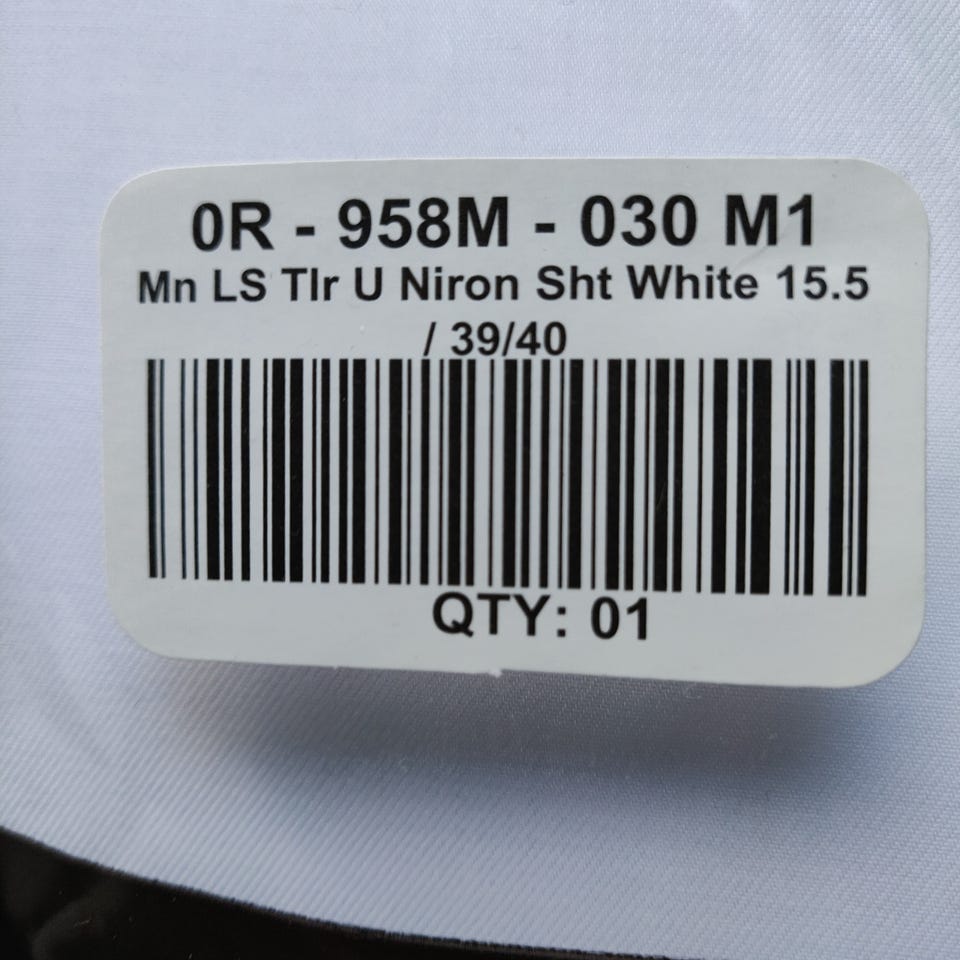 0R - 958M - 030 M1
Mn LS Tlr U Niron Sht White 15.5
/ 39/40
QTY: 01